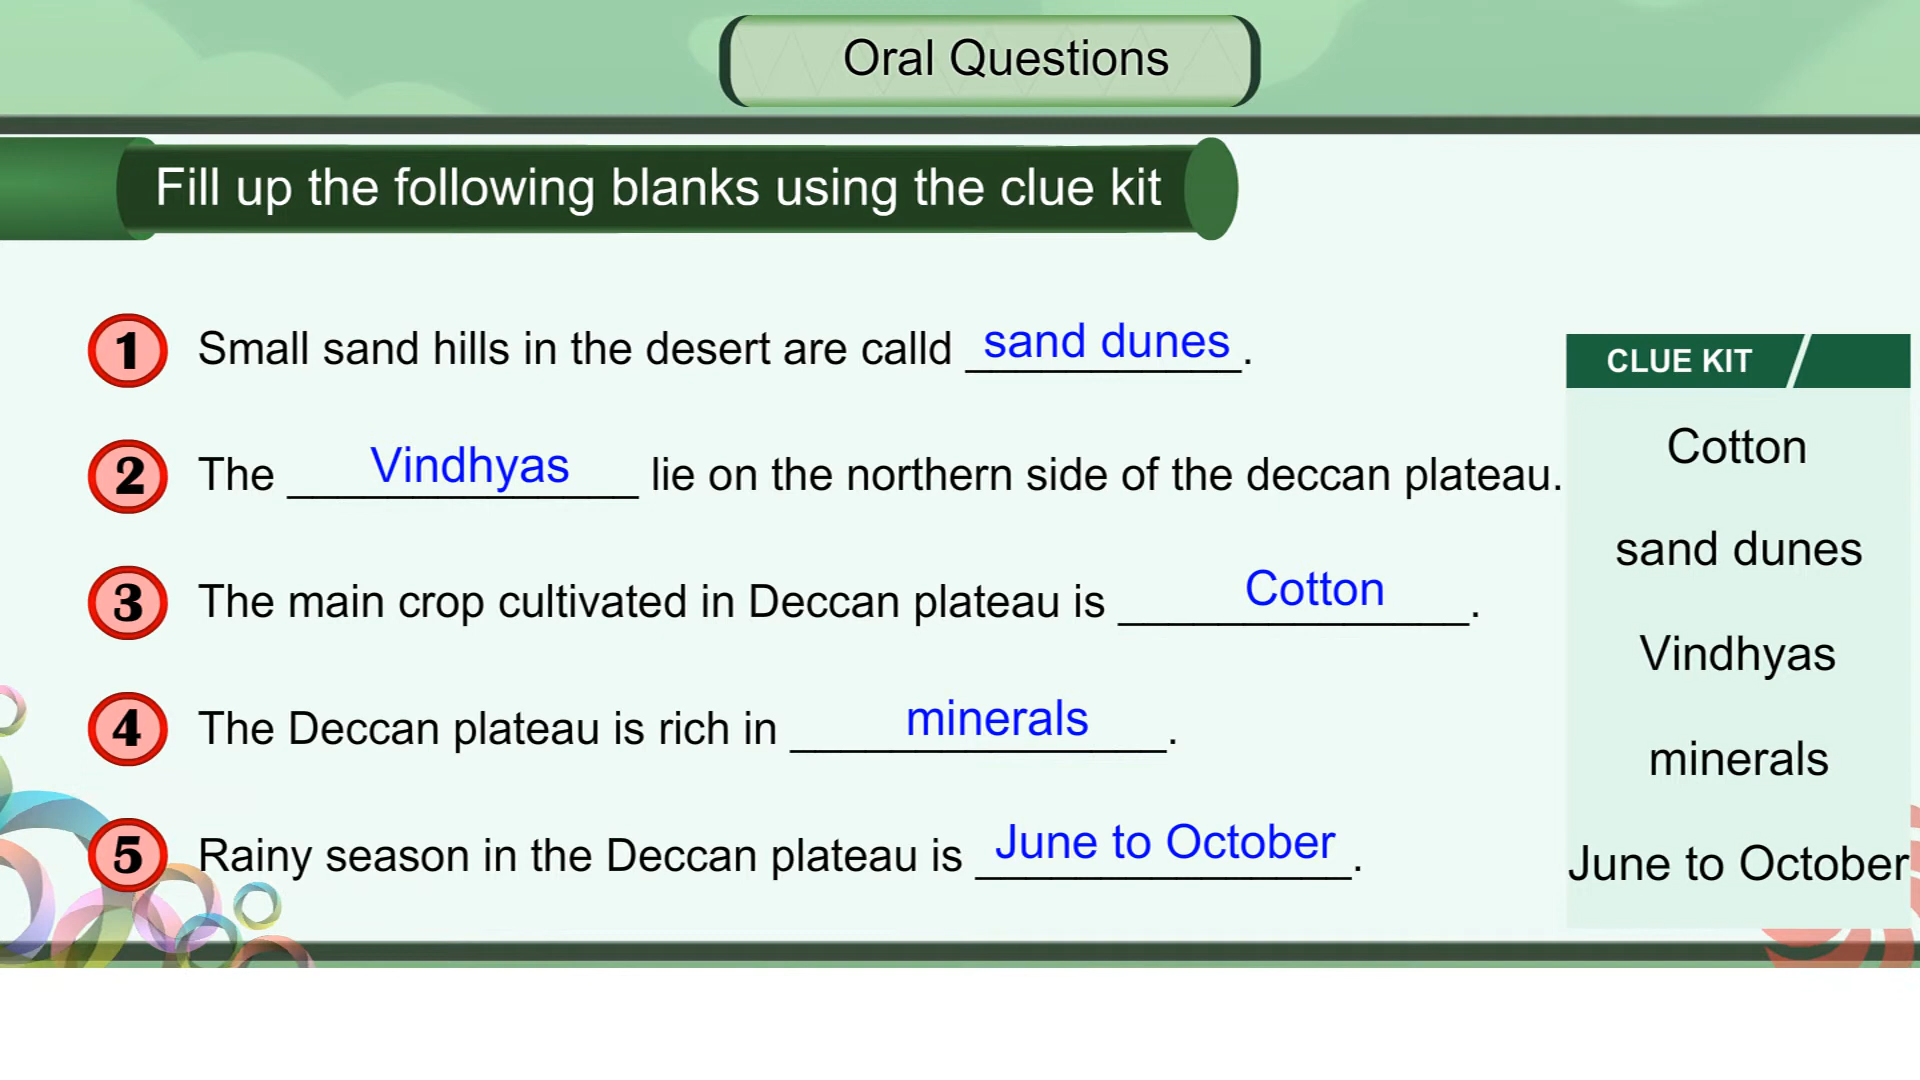 Oral Questions
Fill up the following blanks using the clue kit
1 Small sand hills in the desert are calld sand dunes.
2 The Vindhyas lie on the northern side of the deccan plateau.
3 The main crop cultivated in Deccan plateau is Cotton.
4 The Deccan plateau is rich in minerals.
5 Rainy season in the Deccan plateau is June to October.
CLUE KIT
Cotton
sand dunes
Vindhyas
minerals
June to October